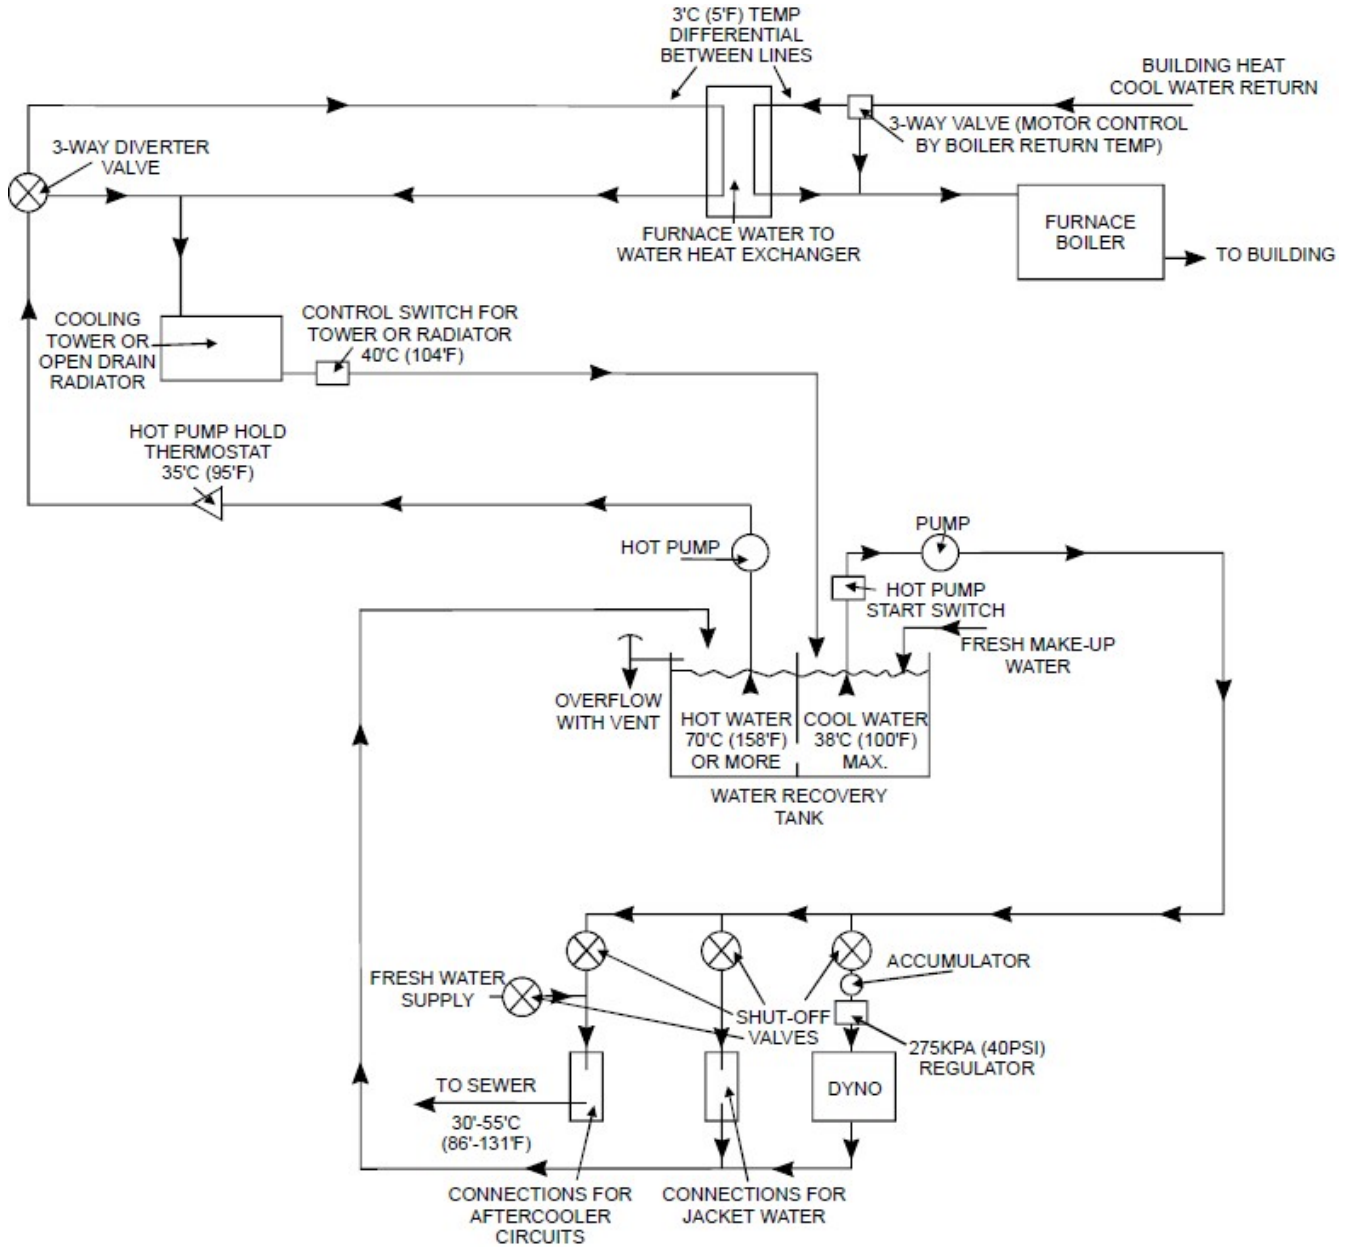 3'C (5'F) TEMP
DIFFERENTIAL
BETWEEN LINES
BUILDING HEAT
COOL WATER RETURN
3-WAY VALVE (MOTOR CONTROL
BY BOILER RETURN TEMP)
3-WAY DIVERTER
VALVE
FURNACE WATER TO
WATER HEAT EXCHANGER
FURNACE
BOILER
TO BUILDING
COOLING
TOWER OR
OPEN DRAIN
RADIATOR
CONTROL SWITCH FOR
TOWER OR RADIATOR
40'C (104'F)
HOT PUMP HOLD
THERMOSTAT
35'C (95'F)
HOT PUMP
PUMP
HOT PUMP
START SWITCH
FRESH MAKE-UP
WATER
OVERFLOW
WITH VENT
HOT WATER
70'C (158'F)
OR MORE
COOL WATER
38'C (100'F)
MAX.
WATER RECOVERY
TANK
FRESH WATER
SUPPLY
SHUT-OFF
VALVES
ACCUMULATOR
275KPA (40PSI)
REGULATOR
DYNO
TO SEWER
30'-55'C
(86'-131'F)
CONNECTIONS FOR
AFTERCOOLER
CIRCUITS
CONNECTIONS FOR
JACKET WATER